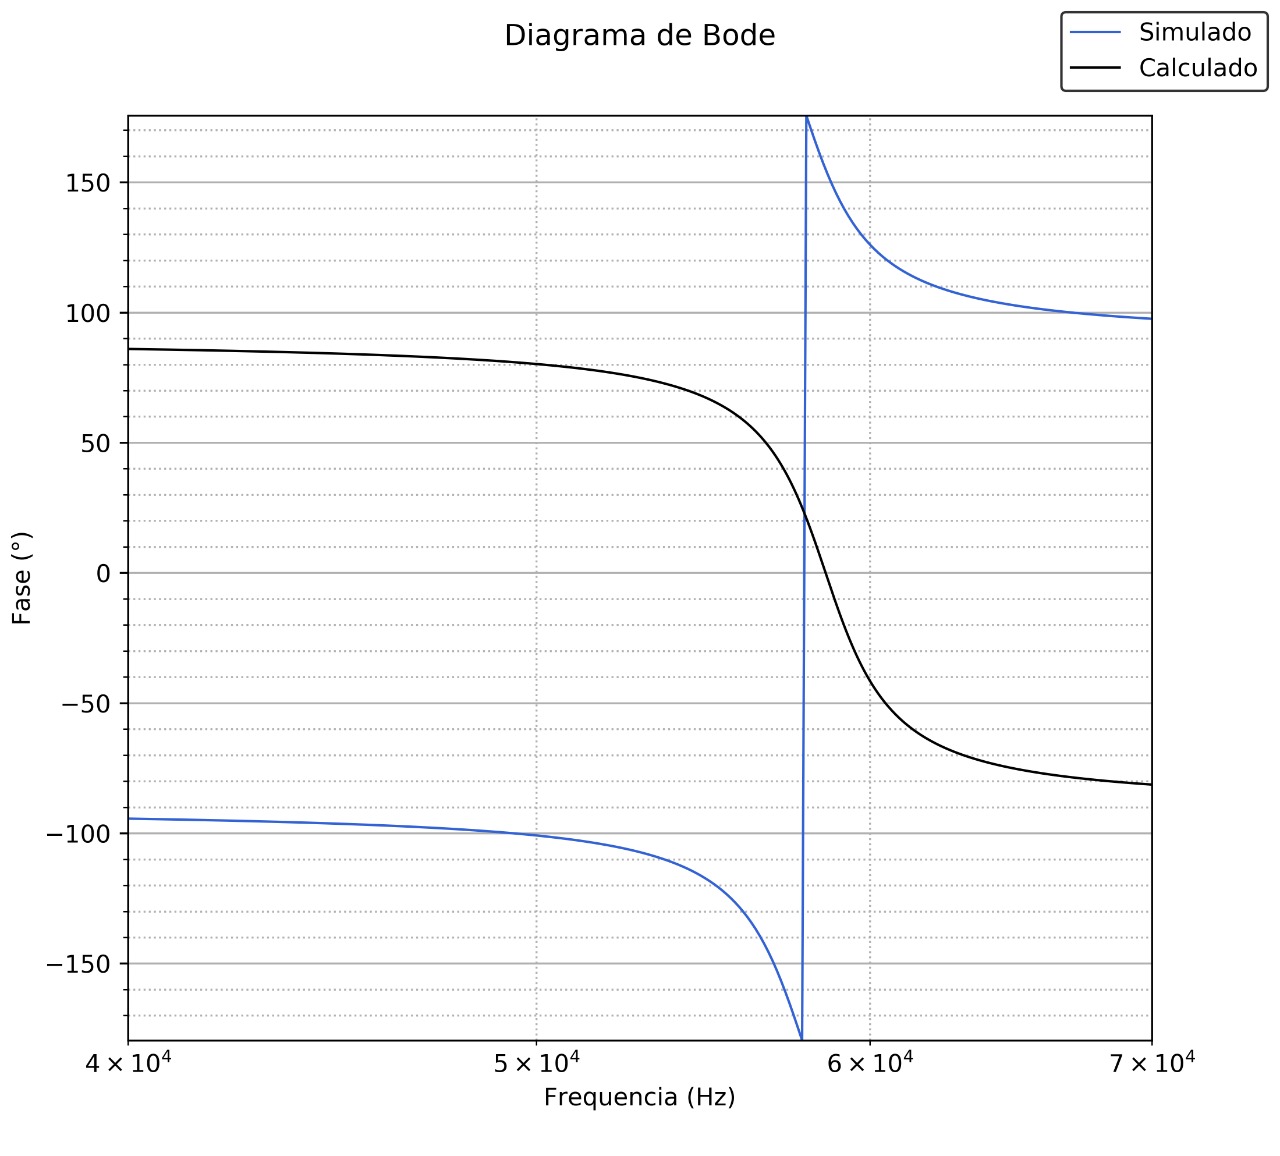 Diagrama de Bode
Simulado
Calculado
150
100
50
0
−50
−100
−150
Fase (°)
4 × 10⁴
5 × 10⁴
6 × 10⁴
7 × 10⁴
Frequencia (Hz)